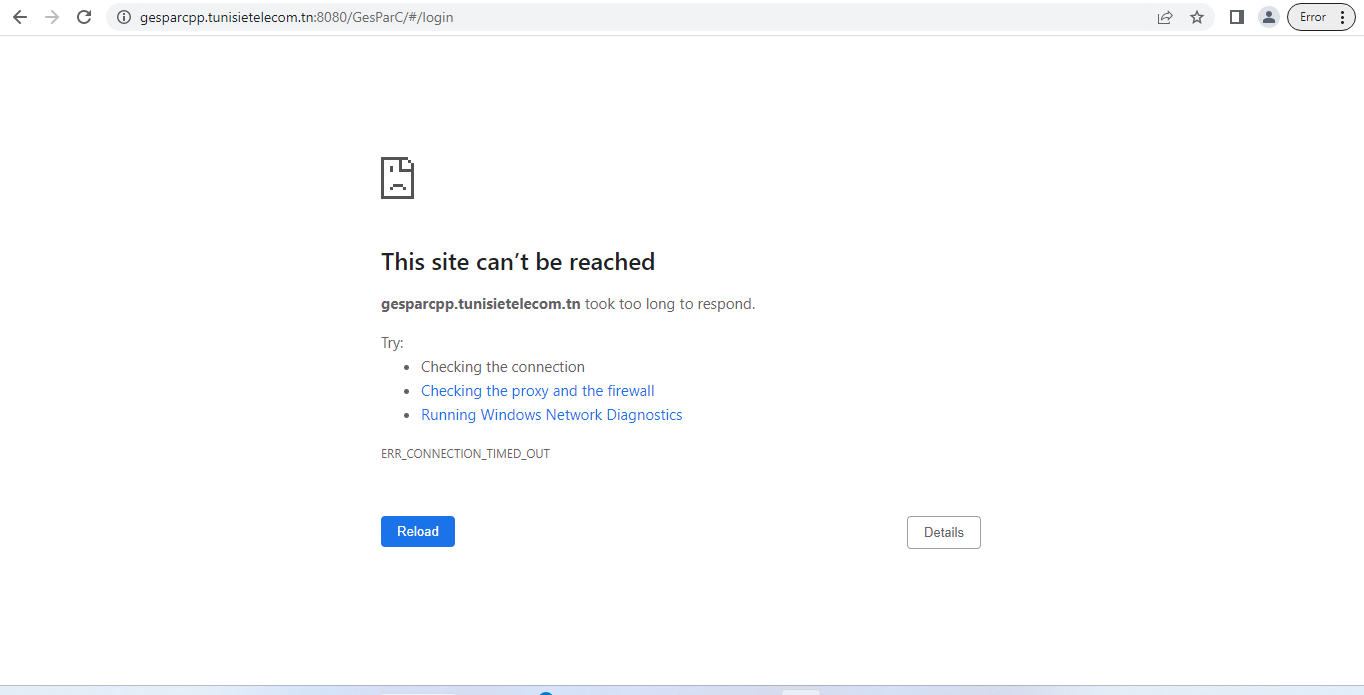 gesparcpp.tunisietelecom.tn:8080/GesParC/#/login
Error
This site can’t be reached
gesparcpp.tunisietelecom.tn took too long to respond.
Try:
Checking the connection
Checking the proxy and the firewall
Running Windows Network Diagnostics
ERR_CONNECTION_TIMED_OUT
Reload
Details